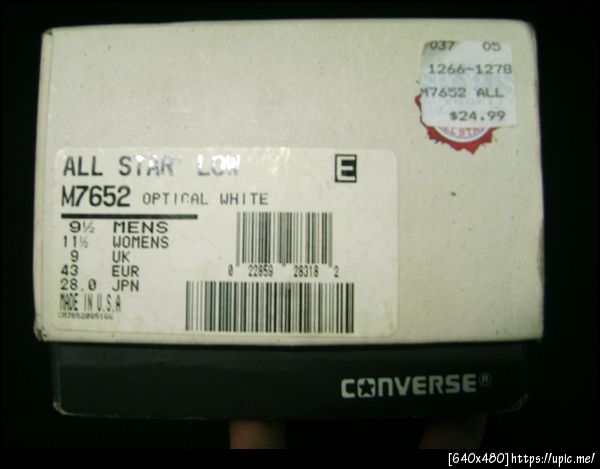 037 05
1266-1278
M7652 ALL
$24.99
ALL STAR LOW
E
M7652 OPTICAL WHITE
9½ MENS
11½ WOMENS
9 UK
43 EUR
28.0 JPN
MADE IN U.S.A
0 22859 28318 2
CONVERSE®
[640x480]https://upic.me/